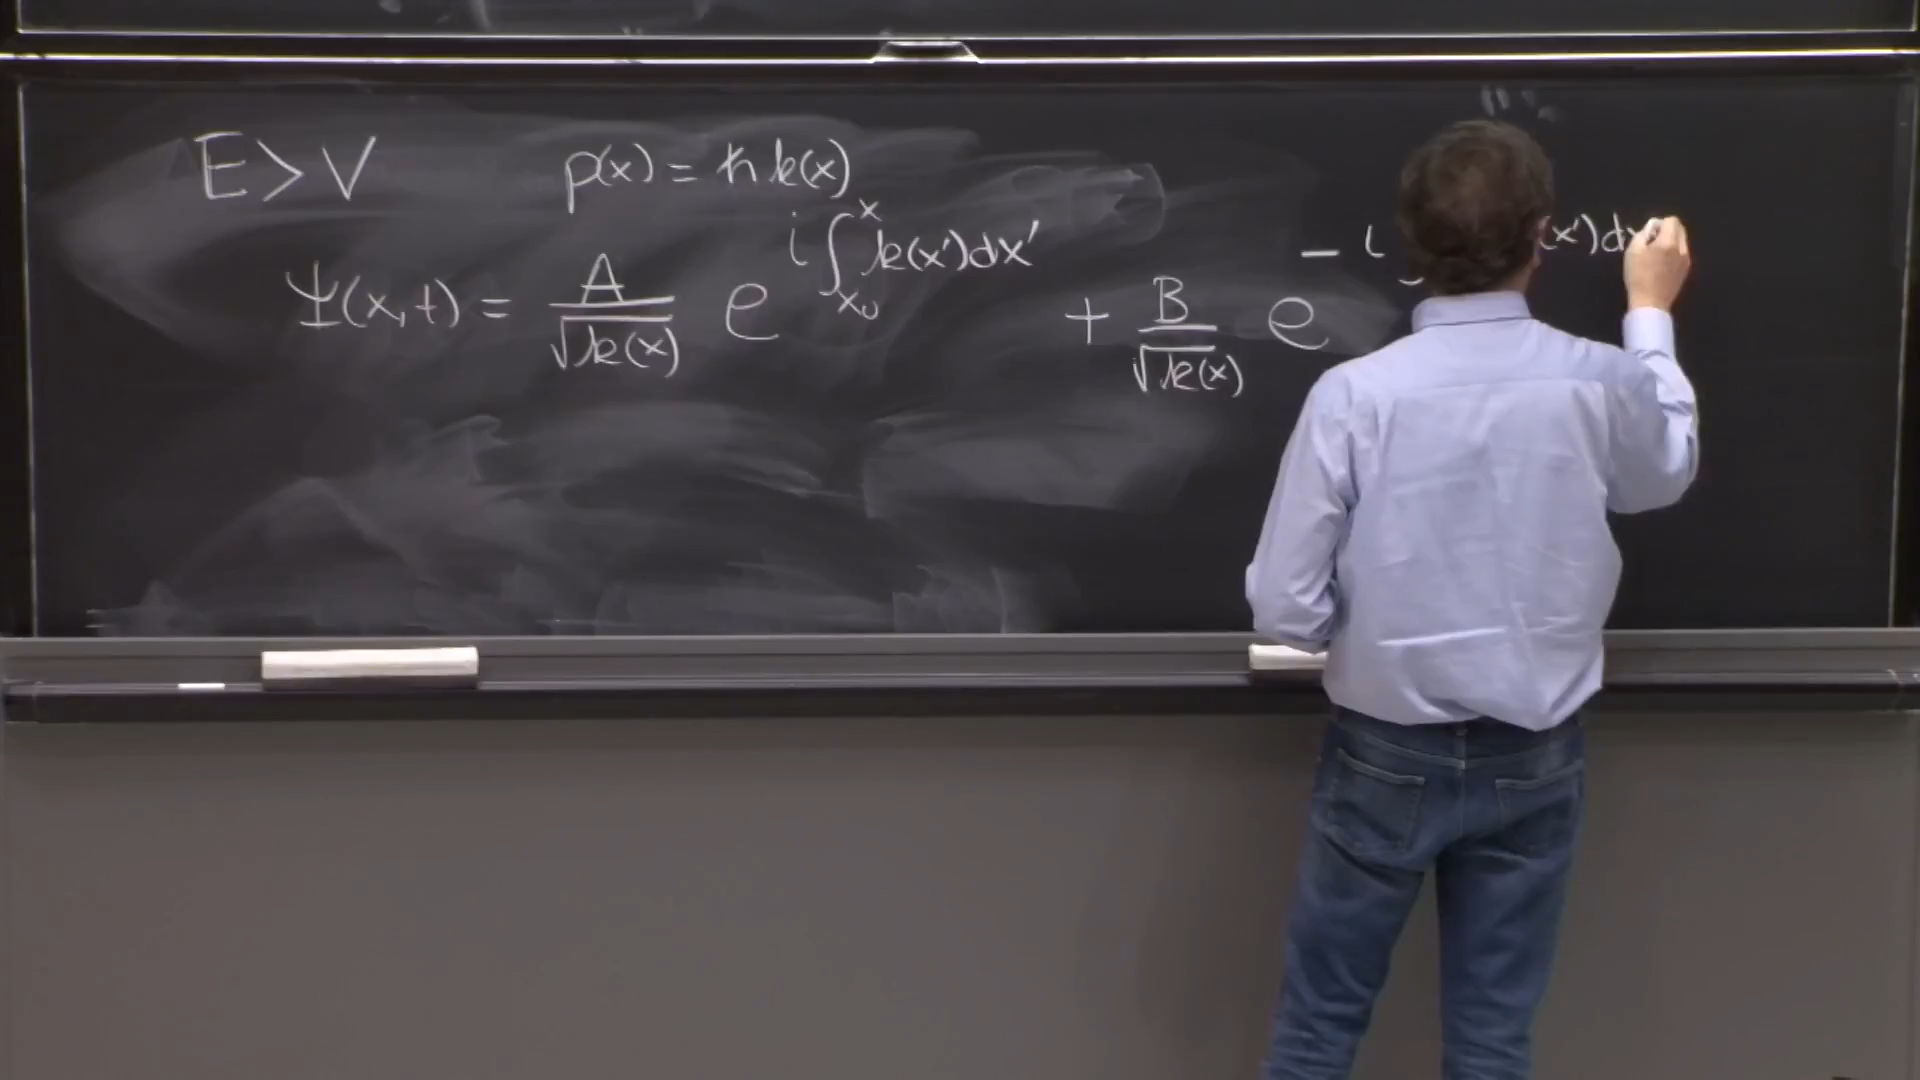 E > V p(x) = ħ k(x)
Ψ(x,t) = A/√k(x) e^{i ∫_{x₀}^{x} k(x')dx'} + B/√k(x) e^{- i ∫ (x')dx